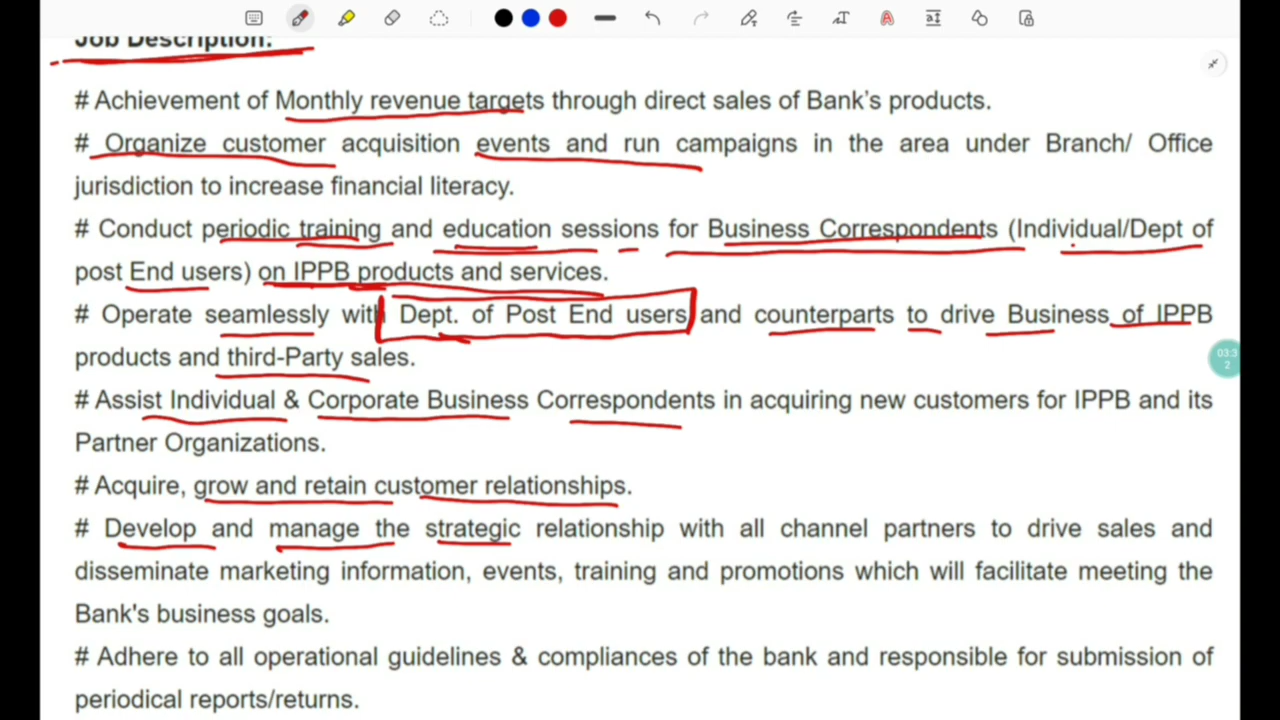 Job Description:
# Achievement of Monthly revenue targets through direct sales of Bank's products.
# Organize customer acquisition events and run campaigns in the area under Branch/ Office
jurisdiction to increase financial literacy.
# Conduct periodic training and education sessions for Business Correspondents (Individual/Dept of
post End users) on IPPB products and services.
# Operate seamlessly with Dept. of Post End users and counterparts to drive Business of IPPB
products and third-Party sales.
# Assist Individual & Corporate Business Correspondents in acquiring new customers for IPPB and its
Partner Organizations.
# Acquire, grow and retain customer relationships.
# Develop and manage the strategic relationship with all channel partners to drive sales and
disseminate marketing information, events, training and promotions which will facilitate meeting the
Bank's business goals.
# Adhere to all operational guidelines & compliances of the bank and responsible for submission of
periodical reports/returns.
03:3
2